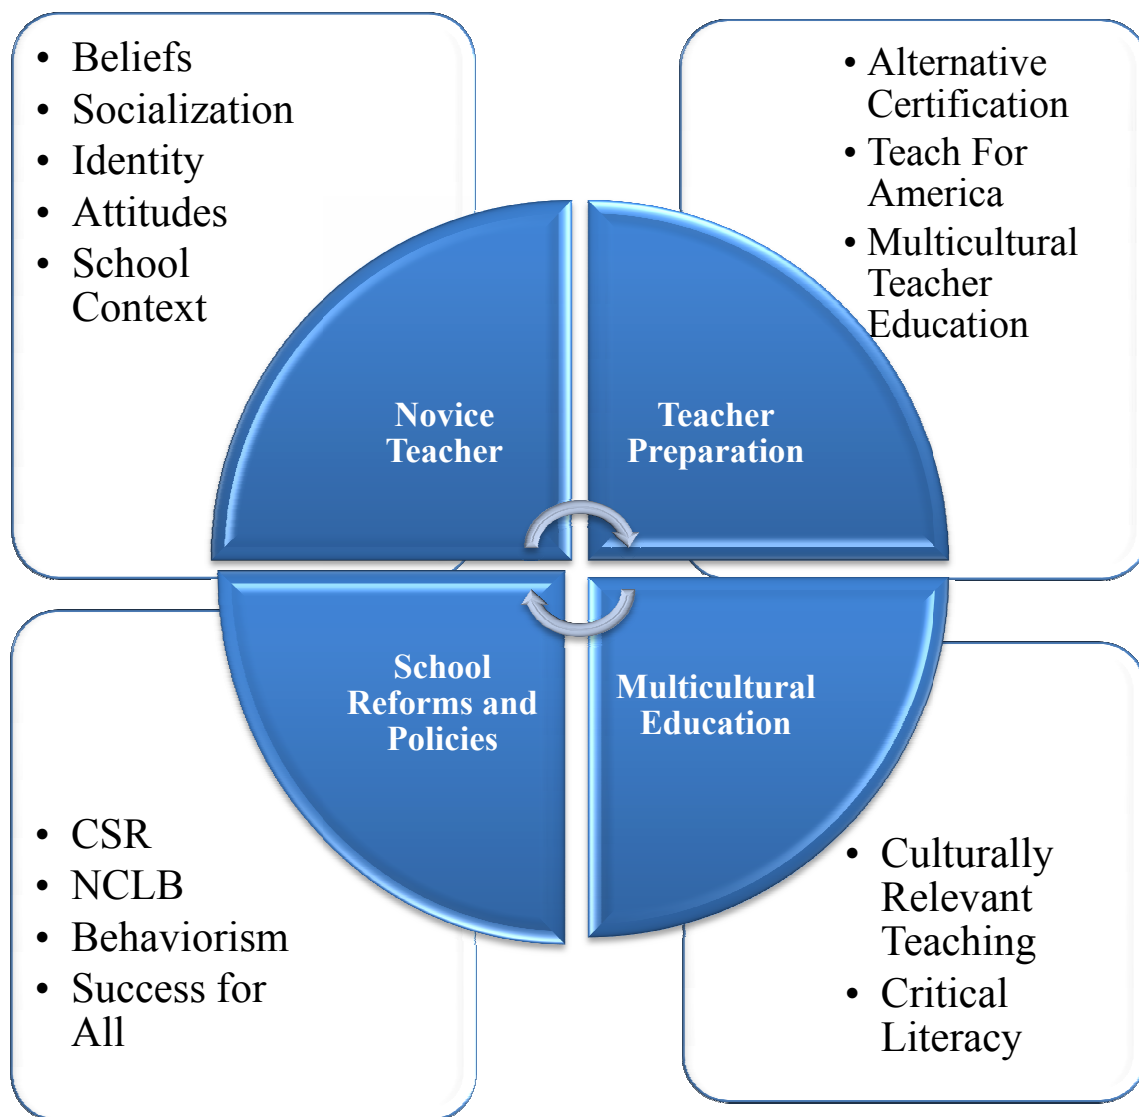 • Beliefs
• Socialization
• Identity
• Attitudes
• School
Context
• Alternative
Certification
• Teach For
America
• Multicultural
Teacher
Education
Novice
Teacher
Teacher
Preparation
School
Reforms and
Policies
Multicultural
Education
• CSR
• NCLB
• Behaviorism
• Success for
All
• Culturally
Relevant
Teaching
• Critical
Literacy